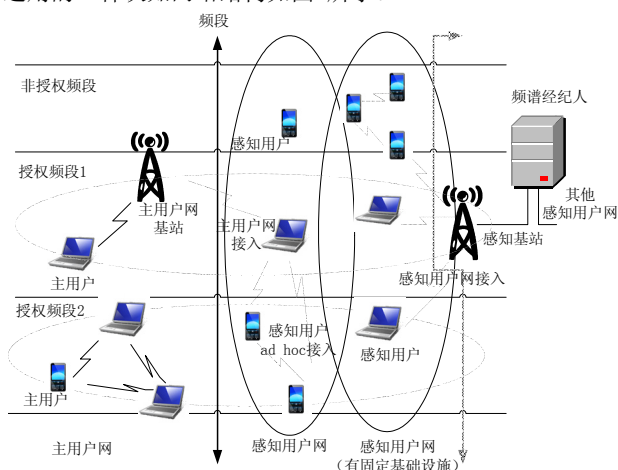 频段
非授权频段
频谱经纪人
感知用户
授权频段1
主用户网
基站
主用户网
接入
其他
感知用户网
感知基站
主用户
感知用户网接入
授权频段2
感知用户
ad hoc接入
感知用户
主用户
主用户网
感知用户网
感知用户网
(有固定基础设施)